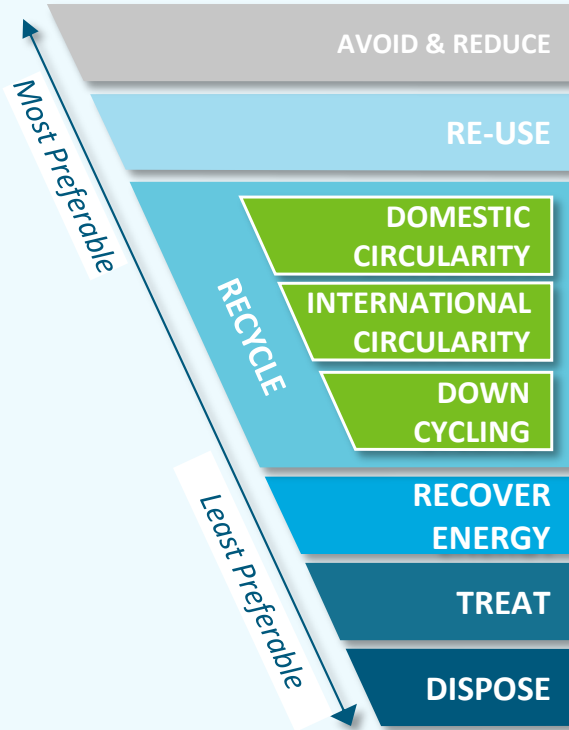 AVOID & REDUCE
Most Preferable
RE-USE
RECYCLE
DOMESTIC
CIRCULARITY
INTERNATIONAL
CIRCULARITY
DOWN
CYCLING
Least Preferable
RECOVER
ENERGY
TREAT
DISPOSE